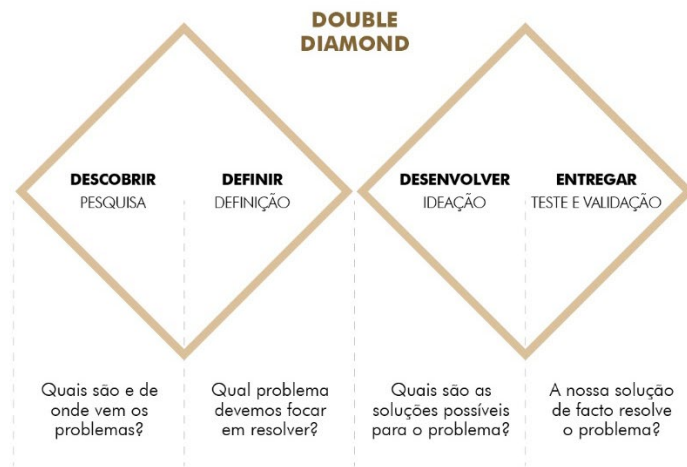 DOUBLE
DIAMOND
DESCOBRIR
PESQUISA
DEFINIR
DEFINIÇÃO
DESENVOLVER
IDEAÇÃO
ENTREGAR
TESTE E VALIDAÇÃO
Quais são e de
onde vem os
problemas?
Qual problema
devemos focar
em resolver?
Quais são as
soluções possíveis
para o problema?
A nossa solução
de facto resolve
o problema?